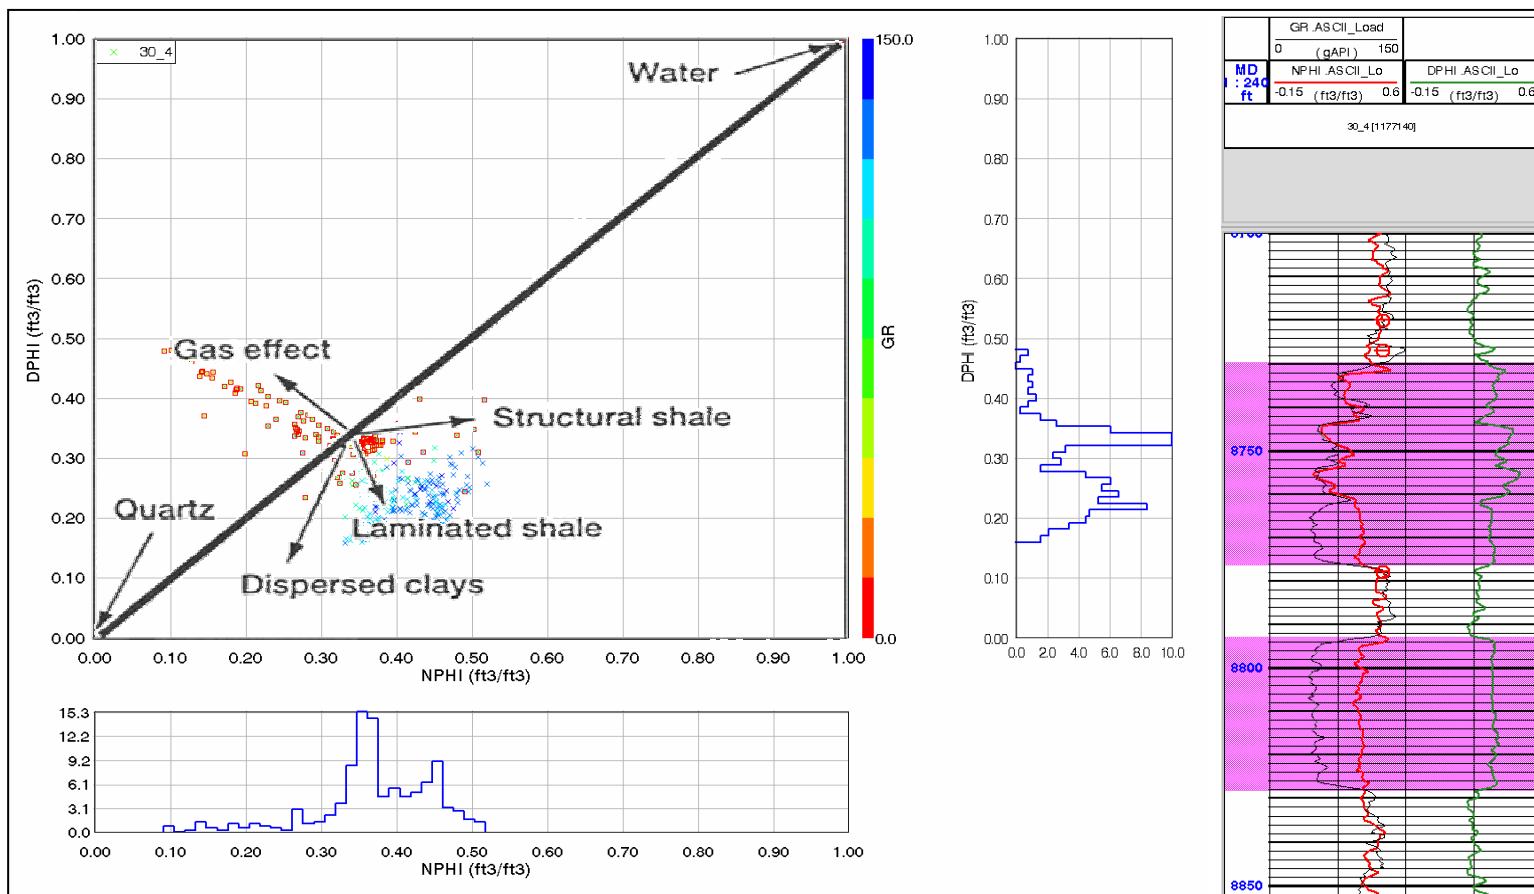 30_4
Water
Gas effect
Structural shale
Quartz
Laminated shale
Dispersed clays
1.00
0.90
0.80
0.70
0.60
0.50
0.40
0.30
0.20
0.10
0.00
DPHI (ft3/ft3)
0.00 0.10 0.20 0.30 0.40 0.50 0.60 0.70 0.80 0.90 1.00
NPHI (ft3/ft3)
150.0
GR
0.0
15.3
12.2
9.2
6.1
3.1
0.0
0.00 0.10 0.20 0.30 0.40 0.50 0.60 0.70 0.80 0.90 1.00
NPHI (ft3/ft3)
1.00
0.90
0.80
0.70
0.60
0.50
0.40
0.30
0.20
0.10
0.00
DPHI (ft3/ft3)
0.0 2.0 4.0 6.0 8.0 10.0
GR .ASCII_Load
0 (gAPI) 150
MD
1 : 240
ft
NPHI .ASCII_Lo
-0.15 (ft3/ft3) 0.6
DPHI .ASCII_Lo
-0.15 (ft3/ft3) 0.6
30_4 [1177140]
8750
8800
8850